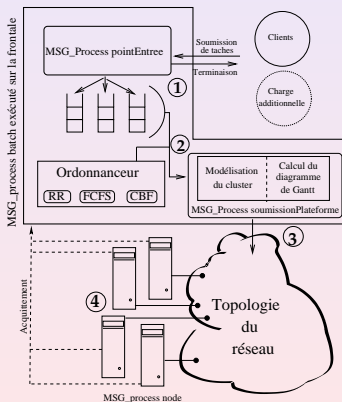 MSG_Process batch exécuté sur la frontale
MSG_Process pointEntree
Soumission
de taches
Terminaison
Clients
Charge
additionnelle
1
2
Ordonnanceur
RR
FCFS
CBF
Modélisation
du cluster
Calcul du
diagramme
de Gantt
MSG_Process soumissionPlateforme
3
Acquittement
4
Topologie
du
réseau
MSG_process node